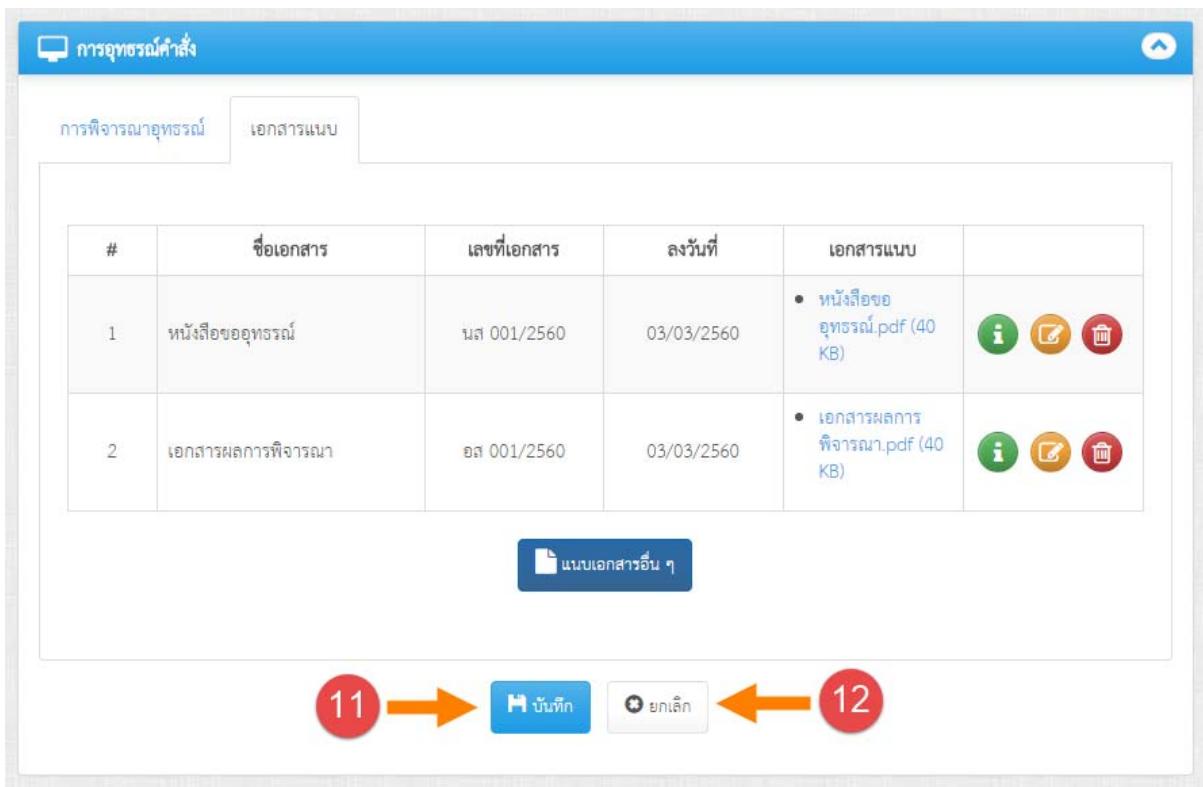 การอุทธรณ์คำสั่ง
การพิจารณาอุทธรณ์ เอกสารแนบ
# ชื่อเอกสาร เลขที่เอกสาร ลงวันที่ เอกสารแนบ
1 หนังสือขออุทธรณ์ นส 001/2560 03/03/2560 • หนังสือขอ
อุทธรณ์.pdf (40
KB)
2 เอกสารผลการพิจารณา อส 001/2560 03/03/2560 • เอกสารผลการ
พิจารณา.pdf (40
KB)
แนบเอกสารอื่น ๆ
11 บันทึก ยกเลิก 12